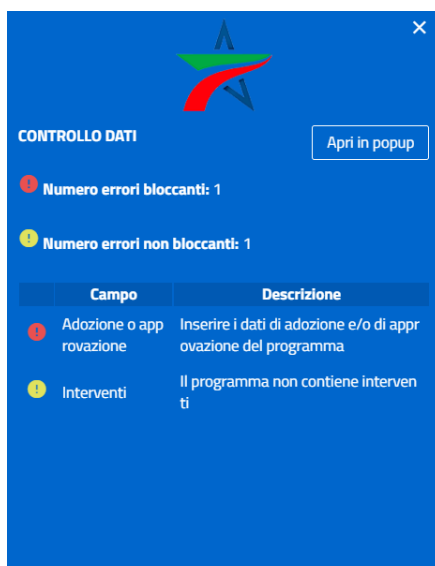 ×
CONTROLLO DATI
Apri in popup
! Numero errori bloccanti: 1
! Numero errori non bloccanti: 1
Campo Descrizione
! Adozione o app
rovazione
Inserire i dati di adozione e/o di appr
ovazione del programma
! Interventi
Il programma non contiene interven
ti